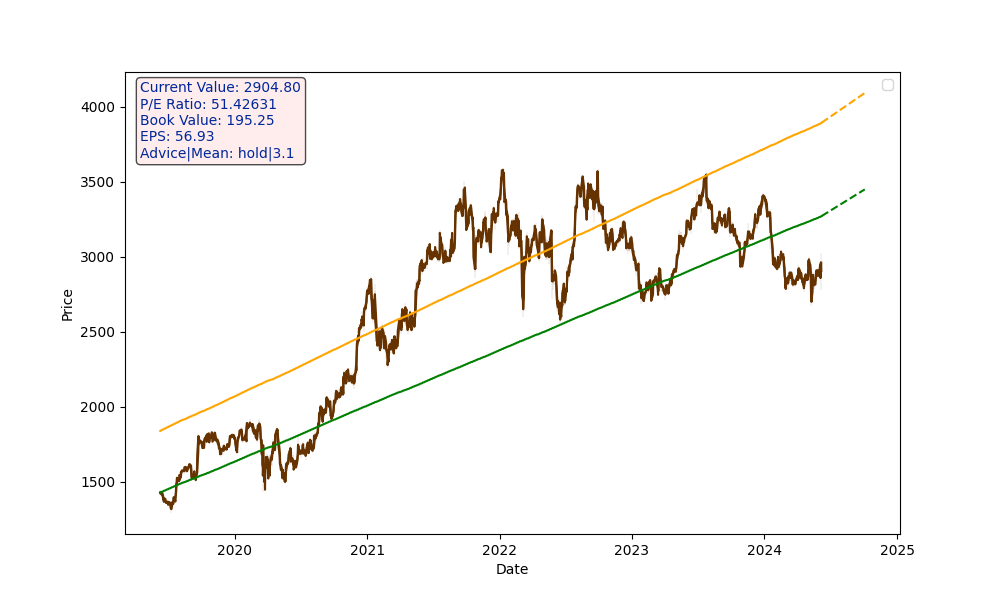 Current Value: 2904.80
P/E Ratio: 51.42631
Book Value: 195.25
EPS: 56.93
Advice|Mean: hold|3.1
4000
3500
3000
2500
2000
1500
Price
2020
2021
2022
2023
2024
2025
Date